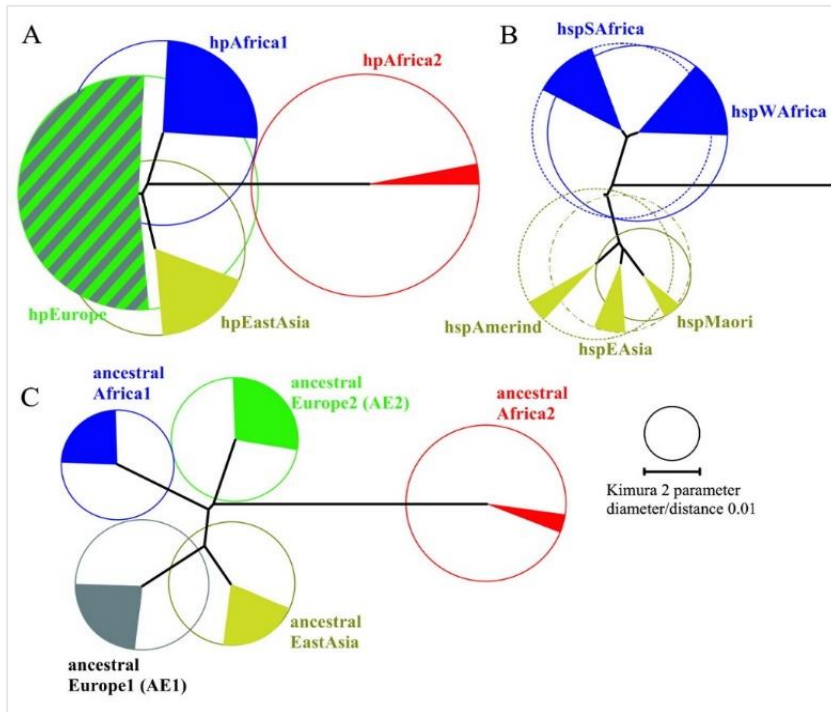 A
hpAfrica1
hpAfrica2
hpEurope
hpEastAsia
B
hspSAfrica
hspWAfrica
hspAmerind
hspEAsia
hspMaori
C
ancestral
Africa1
ancestral
Europe2 (AE2)
ancestral
Africa2
ancestral
Europe1 (AE1)
ancestral
EastAsia
Kimura 2 parameter
diameter/distance 0.01